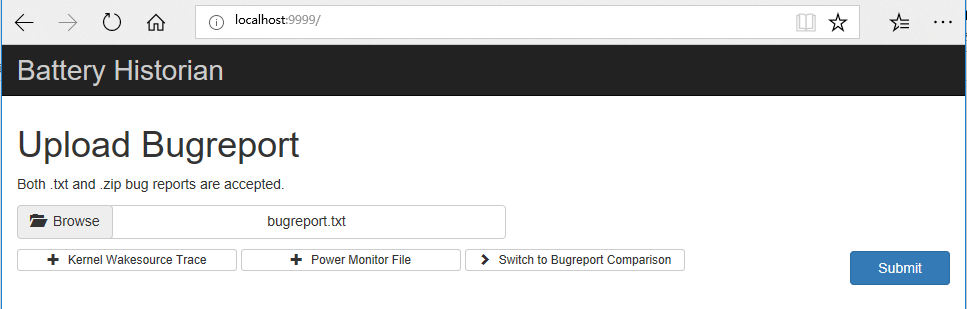 localhost:9999/
Battery Historian
Upload Bugreport
Both .txt and .zip bug reports are accepted.
Browse bugreport.txt
Kernel Wakesource Trace Power Monitor File Switch to Bugreport Comparison
Submit